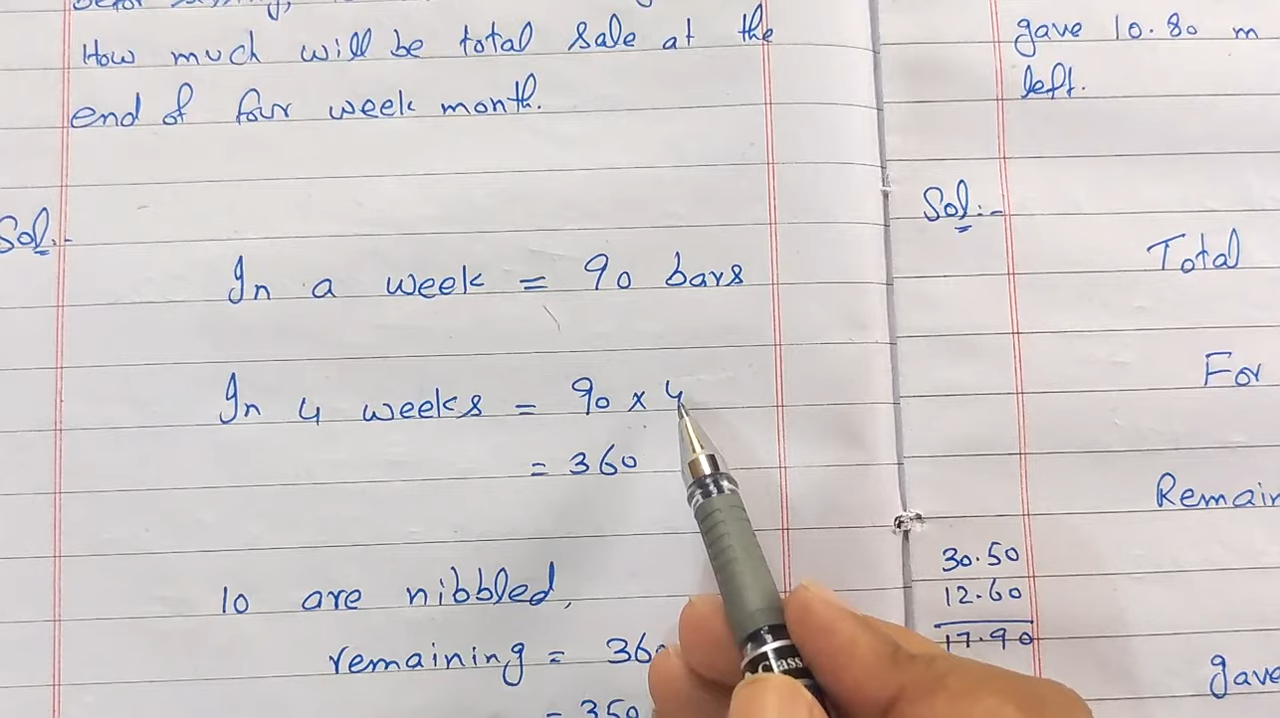 How much will be total sale at the
end of four week month.
Sol:-
In a week = 90 bars
In 4 weeks = 90 x 4
= 360
10 are nibbled,
remaining = 36
= 350
gave 10.80 m
left.
Sol:-
Total
For
Remain
30.50
12.60
17.90
gave
Class